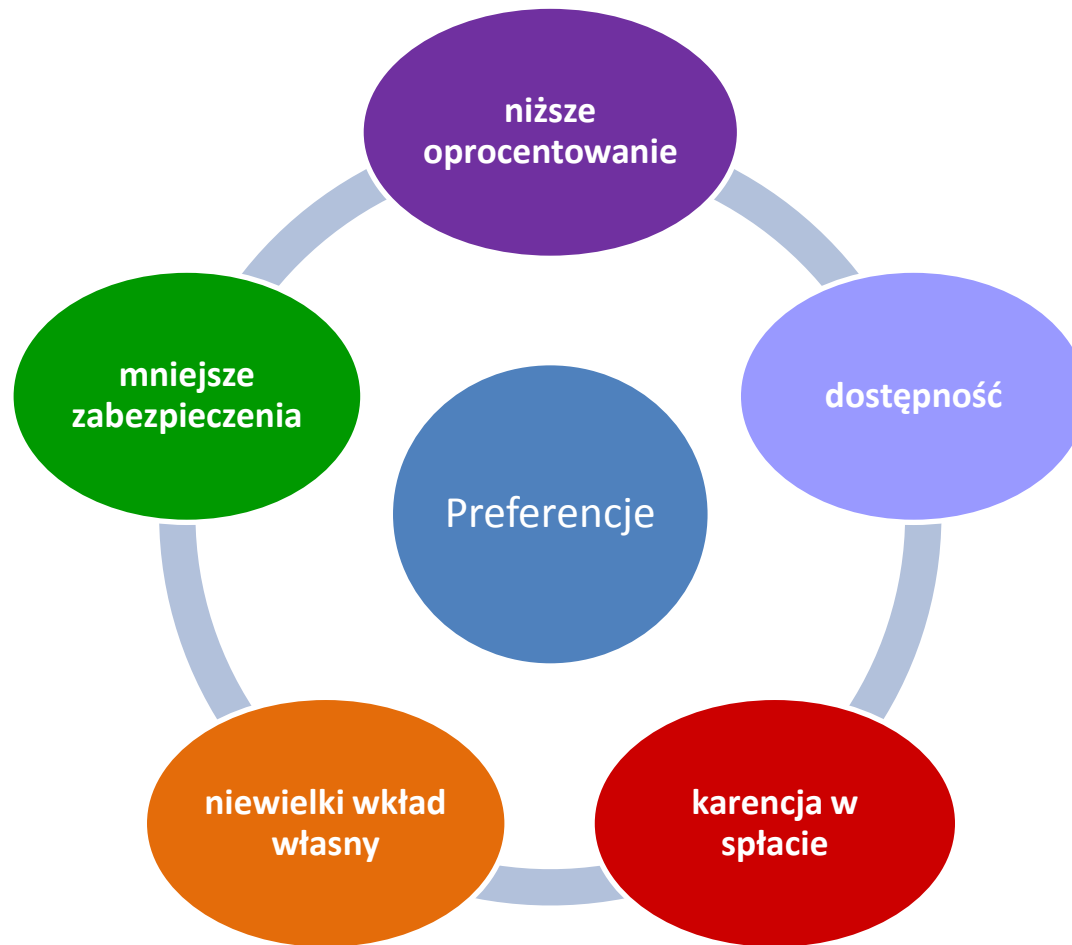 niższe
oprocentowanie
dostępność
karencja w
spłacie
niewielki wkład
własny
mniejsze
zabezpieczenia
Preferencje